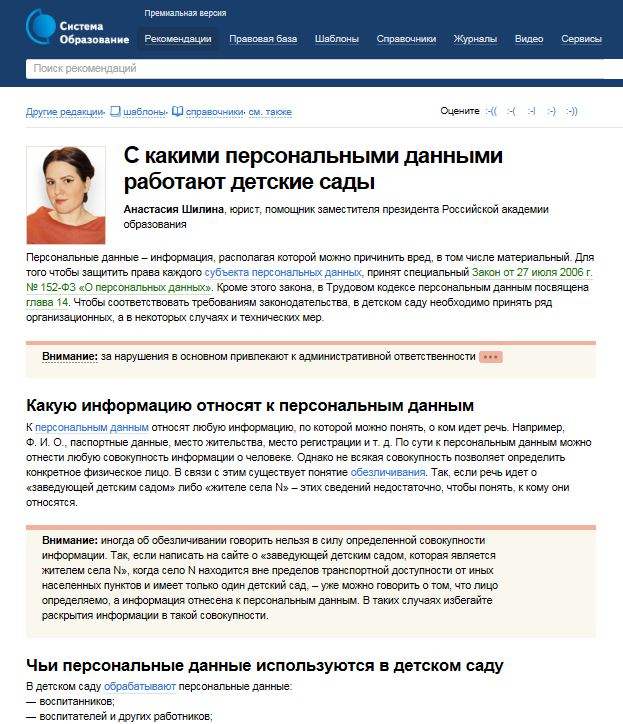 Премиальная версия
Система
Образование
Рекомендации Правовая база Шаблоны Справочники Журналы Видео Сервисы
Поиск рекомендаций
Другие редакции· шаблоны· справочники· см. также Оцените :-(( :-( :-| :-) :-))
С какими персональными данными
работают детские сады
Анастасия Шилина, юрист, помощник заместителя президента Российской академии
образования
Персональные данные – информация, располагая которой можно причинить вред, в том числе материальный. Для
того чтобы защитить права каждого субъекта персональных данных, принят специальный Закон от 27 июля 2006 г.
№ 152-ФЗ «О персональных данных». Кроме этого закона, в Трудовом кодексе персональным данным посвящена
глава 14. Чтобы соответствовать требованиям законодательства, в детском саду необходимо принять ряд
организационных, а в некоторых случаях и технических мер.
Внимание: за нарушения в основном привлекают к административной ответственности •••
Какую информацию относят к персональным данным
К персональным данным относят любую информацию, по которой можно понять, о ком идет речь. Например,
Ф. И. О., паспортные данные, место жительства, место регистрации и т. д. По сути к персональным данным можно
отнести любую совокупность информации о человеке. Однако не всякая совокупность позволяет определить
конкретное физическое лицо. В связи с этим существует понятие обезличивания. Так, если речь идет о
«заведующей детским садом» либо «жителе села N» – этих сведений недостаточно, чтобы понять, к кому они
относятся.
Внимание: иногда об обезличивании говорить нельзя в силу определенной совокупности
информации. Так, если написать на сайте о «заведующей детским садом, которая является
жителем села N», когда село N находится вне пределов транспортной доступности от иных
населенных пунктов и имеет только один детский сад, – уже можно говорить о том, что лицо
определяемо, а информация отнесена к персональным данным. В таких случаях избегайте
раскрытия информации в такой совокупности.
Чьи персональные данные используются в детском саду
В детском саду обрабатывают персональные данные:
— воспитанников;
— воспитателей и других работников;